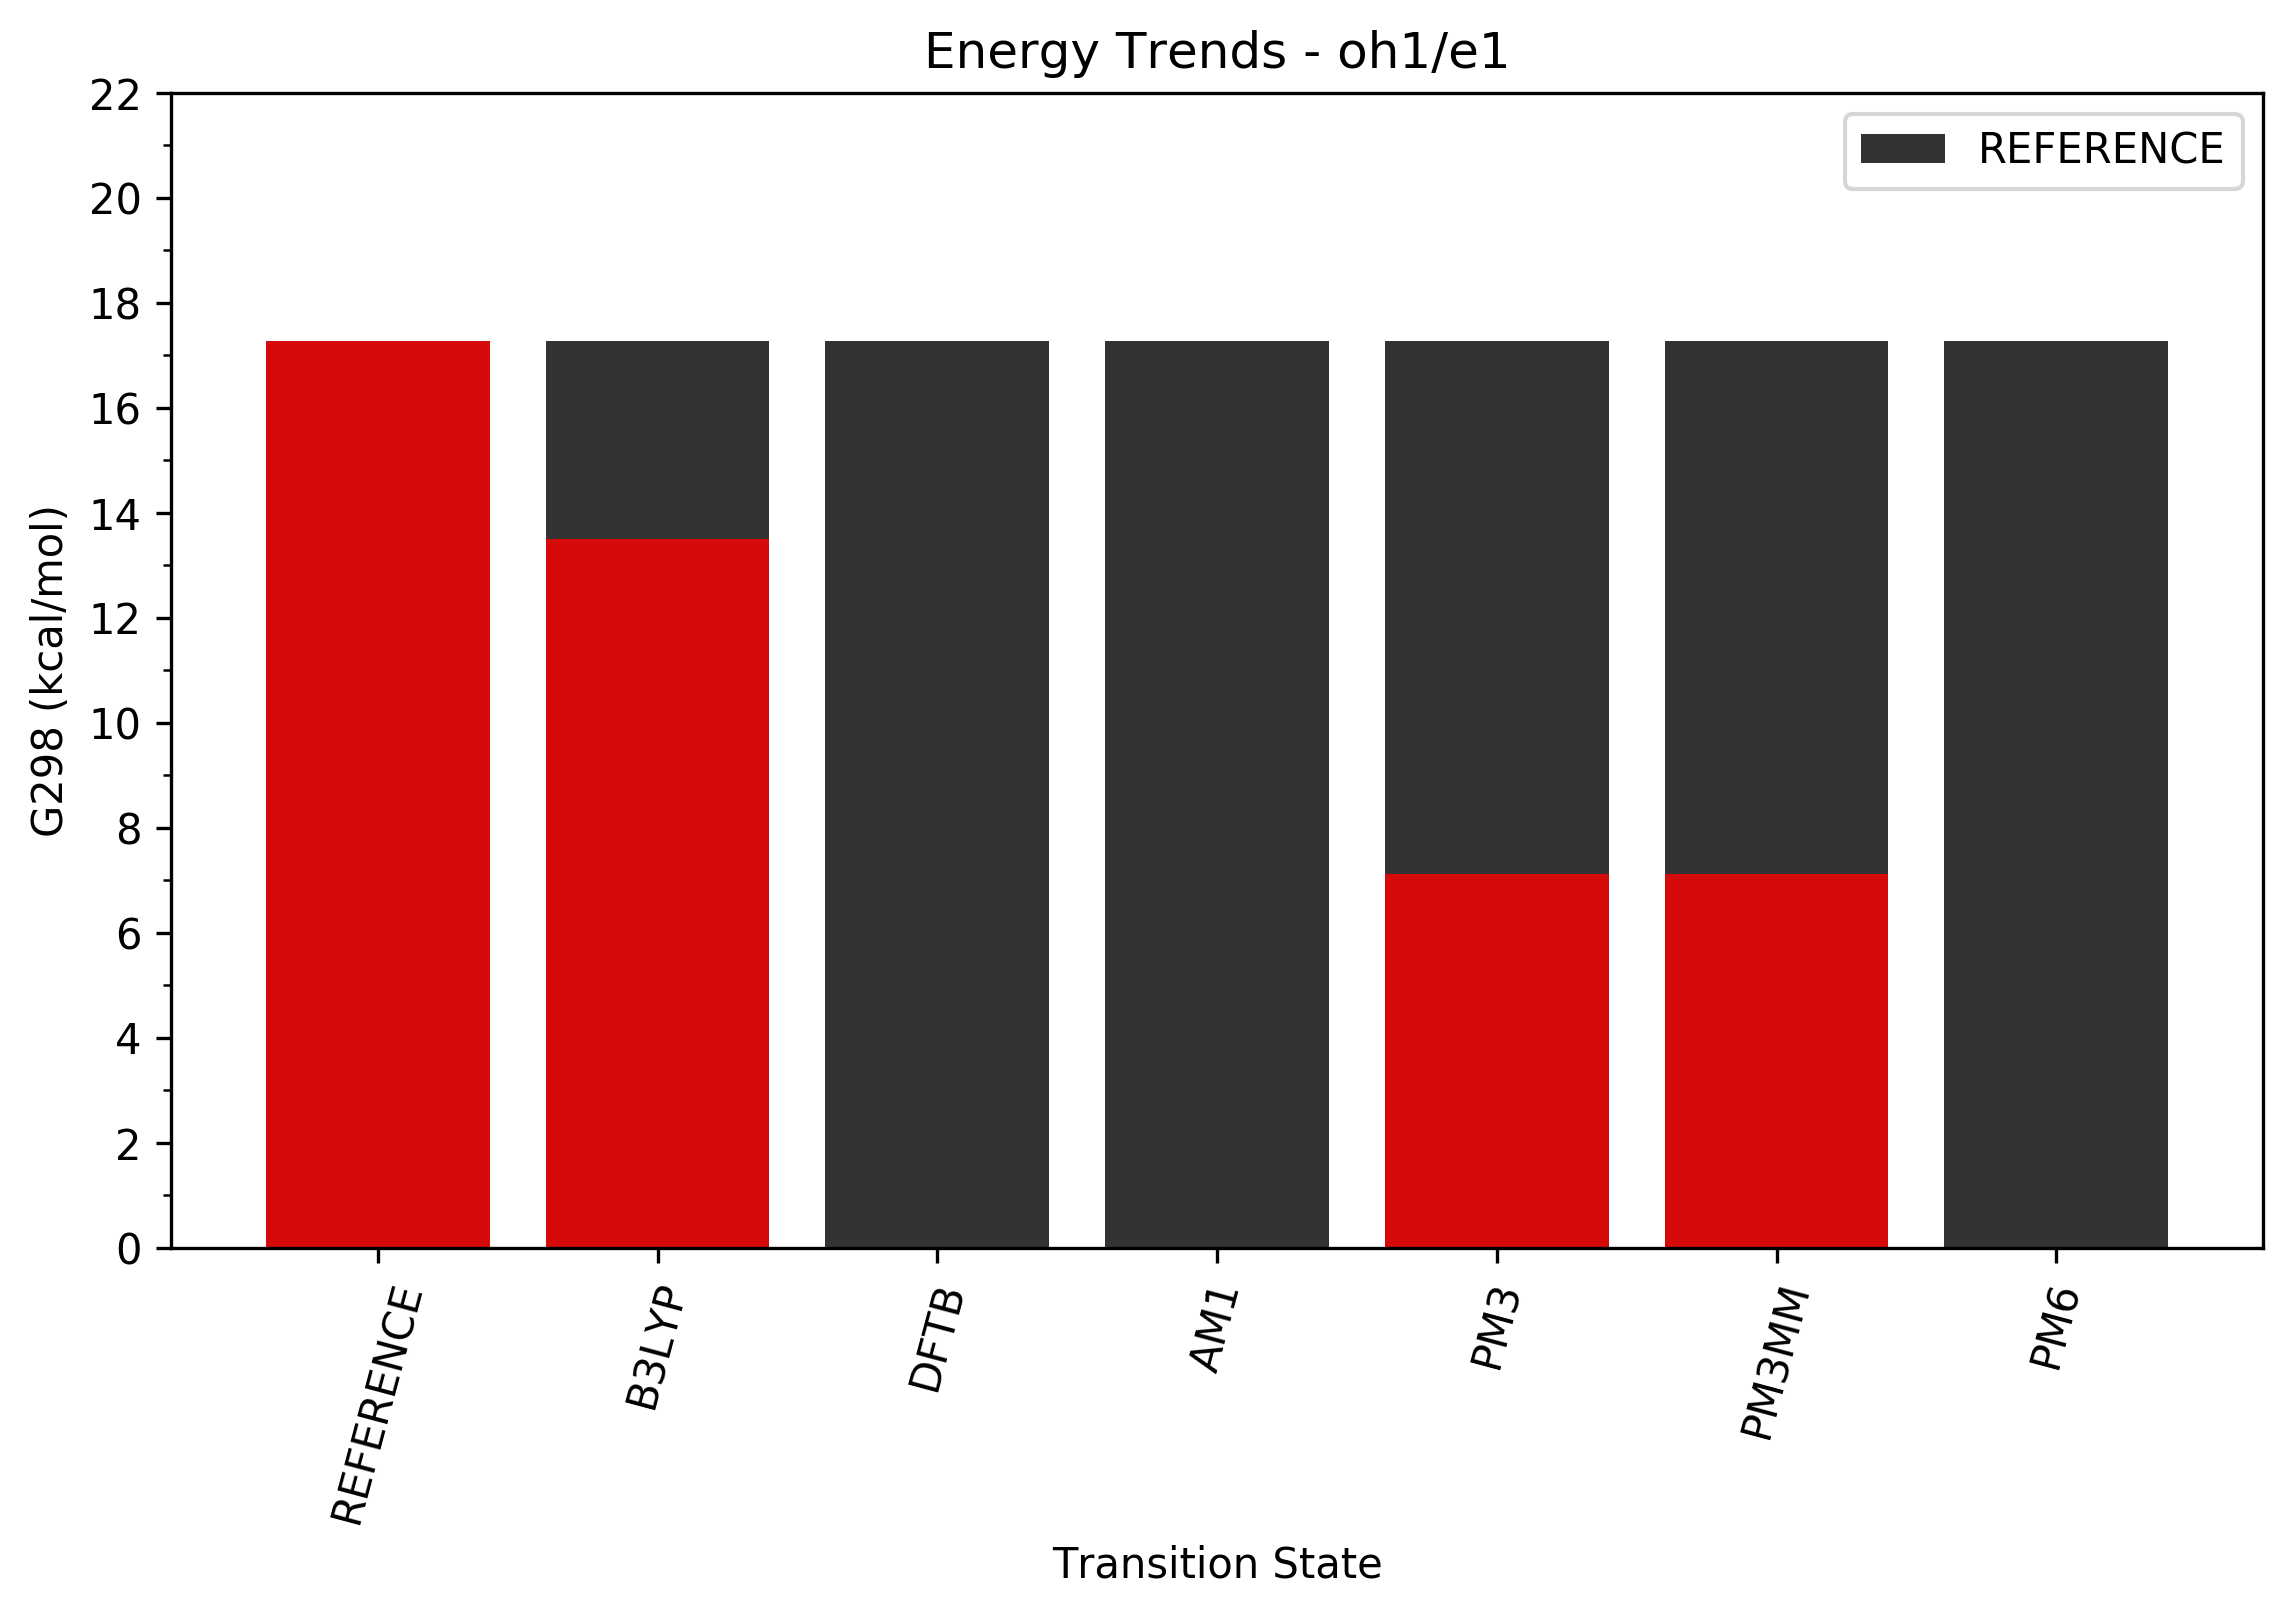 Energy Trends - oh1/e1
REFERENCE
22
20
18
16
14
12
10
8
6
4
2
0
G298 (kcal/mol)
REFERENCE
B3LYP
DFTB
AM1
PM3
PM3MM
PM6
Transition State